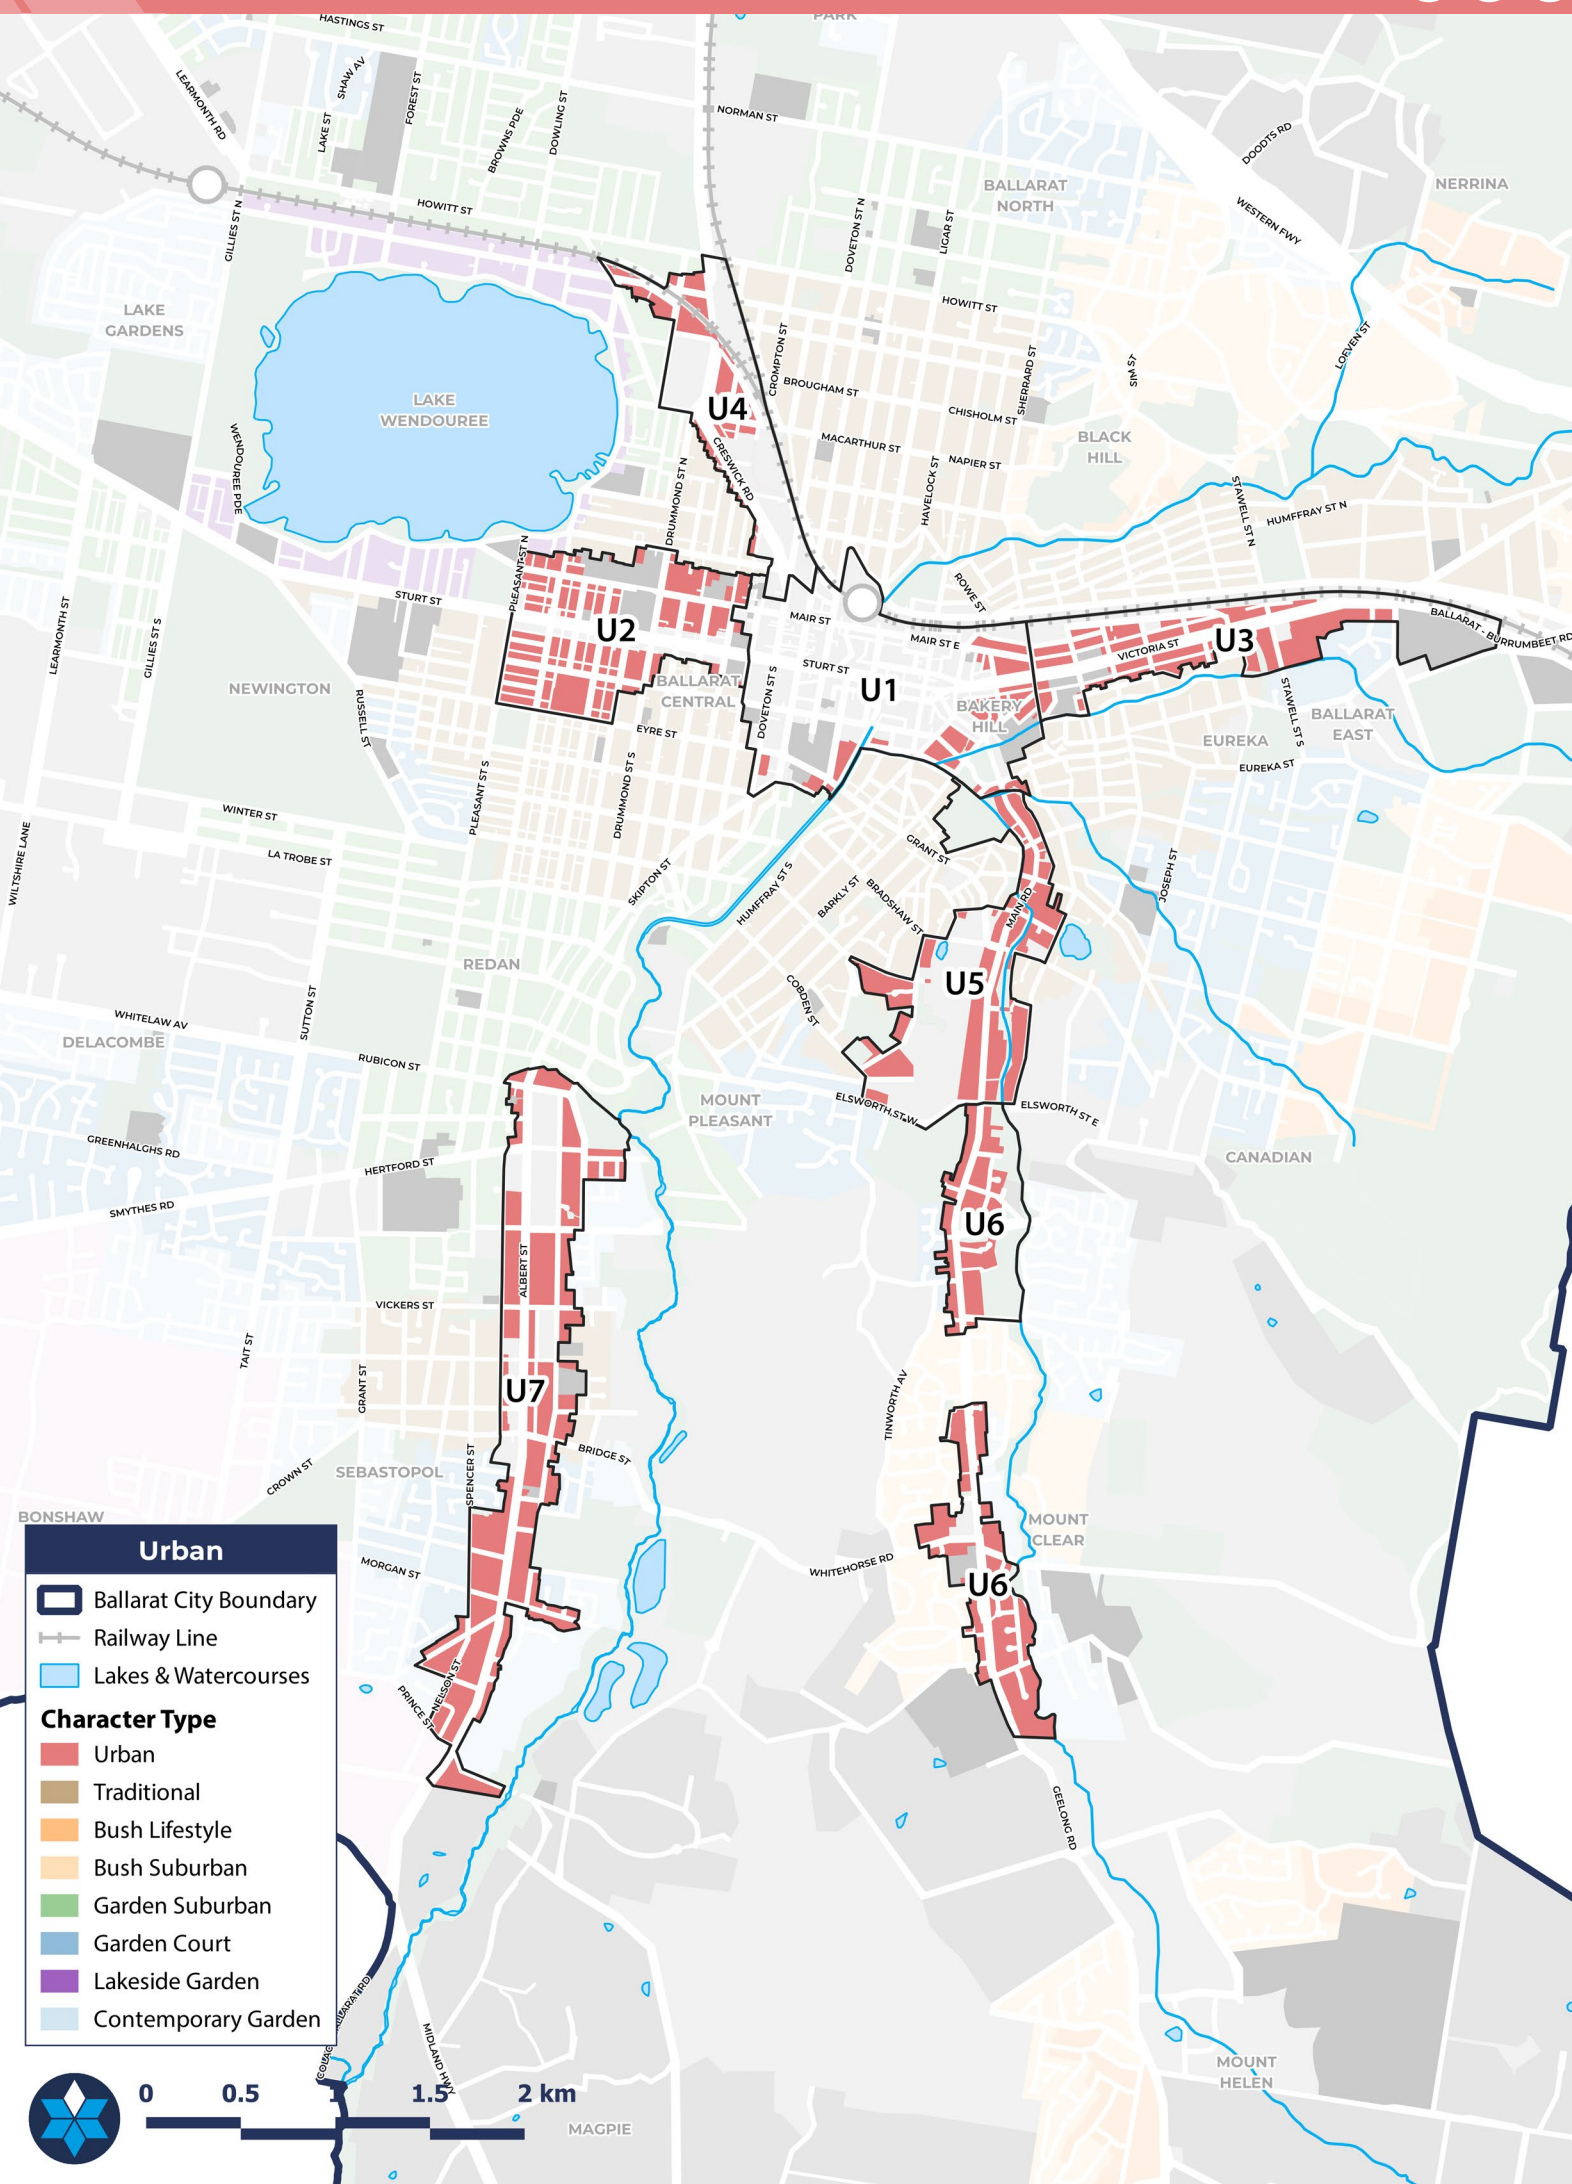 PARK
HASTINGS ST
LEARMONTH RD
SHAW AV
FOREST ST
LAKE ST
BROWNS PDE
DOWLING ST
NORMAN ST
DOODTS RD
BALLARAT
NORTH
NERRINA
HOWITT ST
GILLIES ST N
DOVETON ST N
LIGAR ST
WESTERN FWY
LAKE
GARDENS
HOWITT ST
CROMPTON ST
LOFVEN ST
SHERRARD ST
SIM ST
BROUGHAM ST
LAKE
WENDOUREE
U4
CHISHOLM ST
MACARTHUR ST
BLACK
HILL
NAPIER ST
WENDOUREE PDE
CRESWICK RD
DRUMMOND ST N
HAVELOCK ST
STAWELL ST N
HUMFFRAY ST N
PLEASANT ST N
STURT ST
ROWE ST
MAIR ST
MAIR ST E
U2
U3
VICTORIA ST
BALLARAT - BURRUMBEET RD
LEARMONTH ST
GILLIES ST S
STURT ST
NEWINGTON
BALLARAT
CENTRAL
U1
BAKERY
HILL
DOVETON ST S
RUSSELL ST
EYRE ST
STAWELL ST S
BALLARAT
EAST
EUREKA
EUREKA ST
PLEASANT ST S
DRUMMOND ST S
WINTER ST
LA TROBE ST
WILTSHIRE LANE
GRANT ST
SKIPTON ST
HUMFFRAY ST S
BARKLY ST
BRADSHAW ST
MAIN RD
JOSEPH ST
REDAN
U5
COBDEN ST
SUTTON ST
WHITELAW AV
DELACOMBE
RUBICON ST
MOUNT
PLEASANT
ELSWORTH ST W
ELSWORTH ST E
GREENHALGHS RD
HERTFORD ST
CANADIAN
SMYTHES RD
U6
ALBERT ST
VICKERS ST
TAIT ST
GRANT ST
U7
TINWORTH AV
BRIDGE ST
SPENCER ST
CROWN ST
SEBASTOPOL
BONSHAW
MOUNT
CLEAR
MORGAN ST
WHITEHORSE RD
U6
NELSON ST
PRINCE ST
GEELONG RD
Urban
Ballarat City Boundary
Railway Line
Lakes & Watercourses
Character Type
Urban
Traditional
Bush Lifestyle
Bush Suburban
Garden Suburban
Garden Court
Lakeside Garden
Contemporary Garden
MIDLAND HWY
MOUNT
HELEN
0 0.5 1 1.5 2 km
MAGPIE